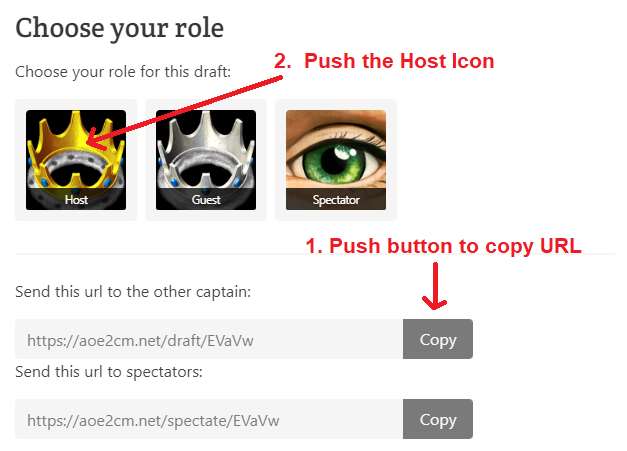 Choose your role
2. Push the Host Icon
Choose your role for this draft:
Host
Guest
Spectator
1. Push button to copy URL
Send this url to the other captain:
https://aoe2cm.net/draft/EVaVw
Copy
Send this url to spectators:
https://aoe2cm.net/spectate/EVaVw
Copy